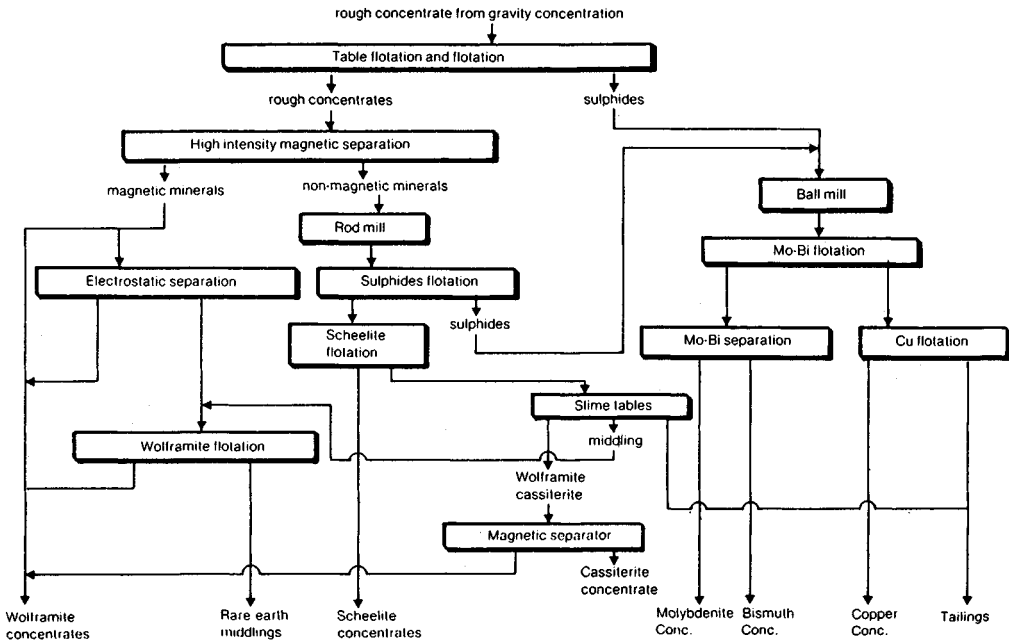 rough concentrate from gravity concentration
Table flotation and flotation
rough concentrates
sulphides
High intensity magnetic separation
magnetic minerals
non-magnetic minerals
Ball mill
Rod mill
Mo-Bi flotation
Electrostatic separation
Sulphides flotation
sulphides
Scheelite
flotation
Mo-Bi separation
Cu flotation
Slime tables
middling
Wolframite flotation
Wolframite
cassiterite
Magnetic separator
Cassiterite
concentrate
Wolframite
concentrates
Rare earth
middlings
Scheelite
concentrates
Molybdenite
Conc.
Bismuth
Conc.
Copper
Conc.
Tailings